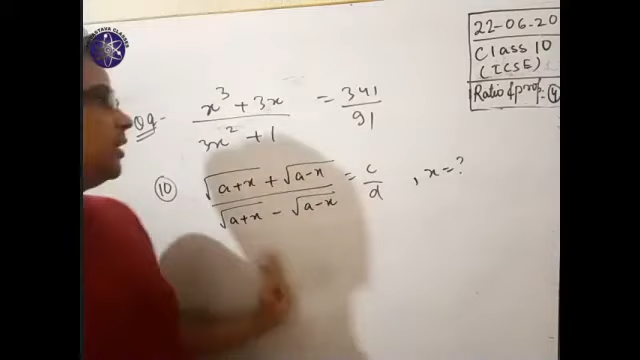 22-06-20
Class 10
(ICSE)
Ratio & prop. - 4
Q9- x³ + 3x / 3x² + 1 = 341 / 91
10 √a+x + √a-x / √a+x - √a-x = c / d , x = ?